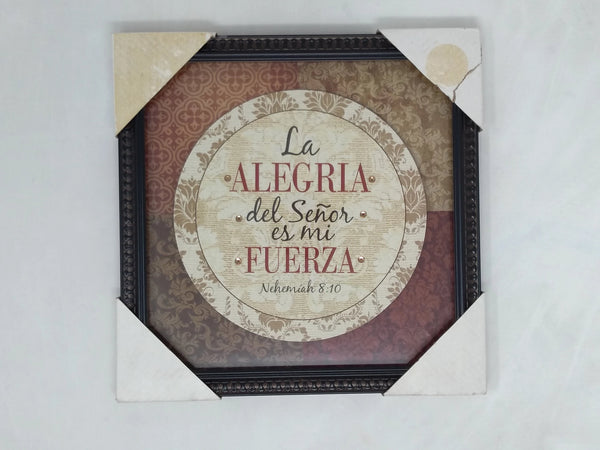 La
ALEGRIA
del Señor
es mi
FUERZA
Nehemiah 8:10